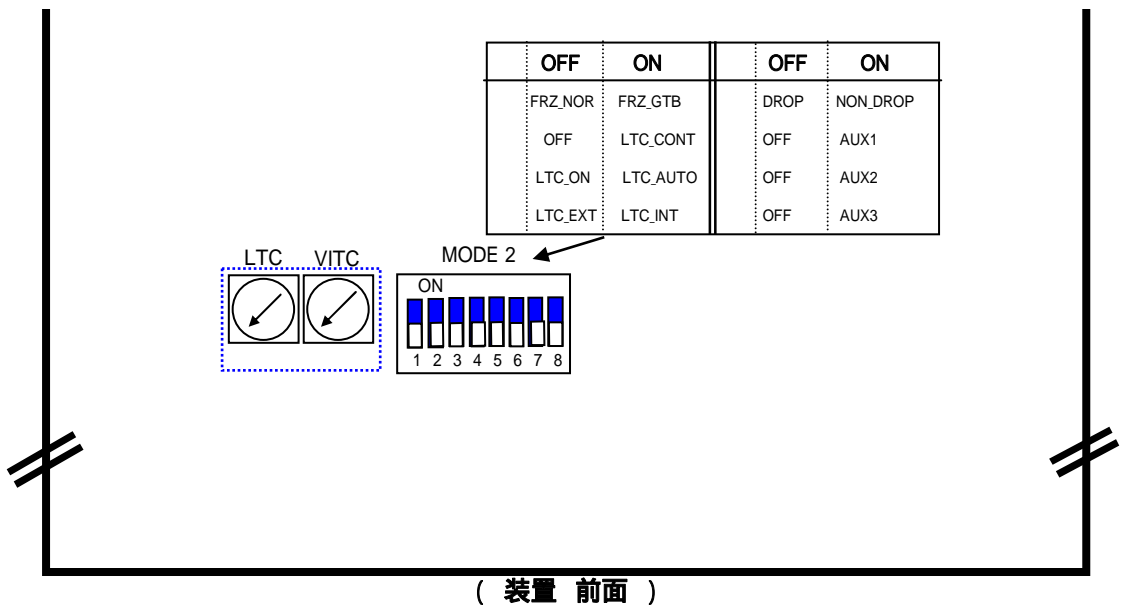 OFF ON OFF ON
FRZ_NOR FRZ_GTB DROP NON_DROP
OFF LTC_CONT OFF AUX1
LTC_ON LTC_AUTO OFF AUX2
LTC_EXT LTC_INT OFF AUX3
LTC VITC MODE 2
ON
1 2 3 4 5 6 7 8
( 装置 前面 )